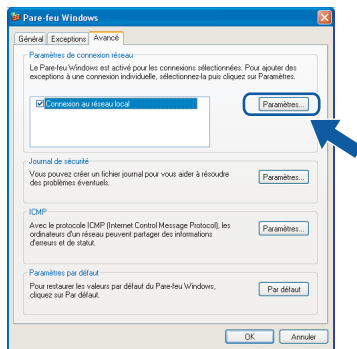 Pare-feu Windows
Général Exceptions Avancé
Paramètres de connexion réseau
Le Pare-feu Windows est activé pour les connexions sélectionnées. Pour ajouter des
exceptions à une connexion individuelle, sélectionnez-la puis cliquez sur Paramètres.
Connexion au réseau local
Paramètres...
Journal de sécurité
Vous pouvez créer un fichier journal pour vous aider à résoudre
des problèmes éventuels.
Paramètres...
ICMP
Avec le protocole ICMP (Internet Control Message Protocol), les
ordinateurs d'un réseau peuvent partager des informations
d'erreurs et de statut.
Paramètres...
Paramètres par défaut
Pour restaurer les valeurs par défaut du Pare-feu Windows,
cliquez sur Par défaut.
Par défaut
OK Annuler